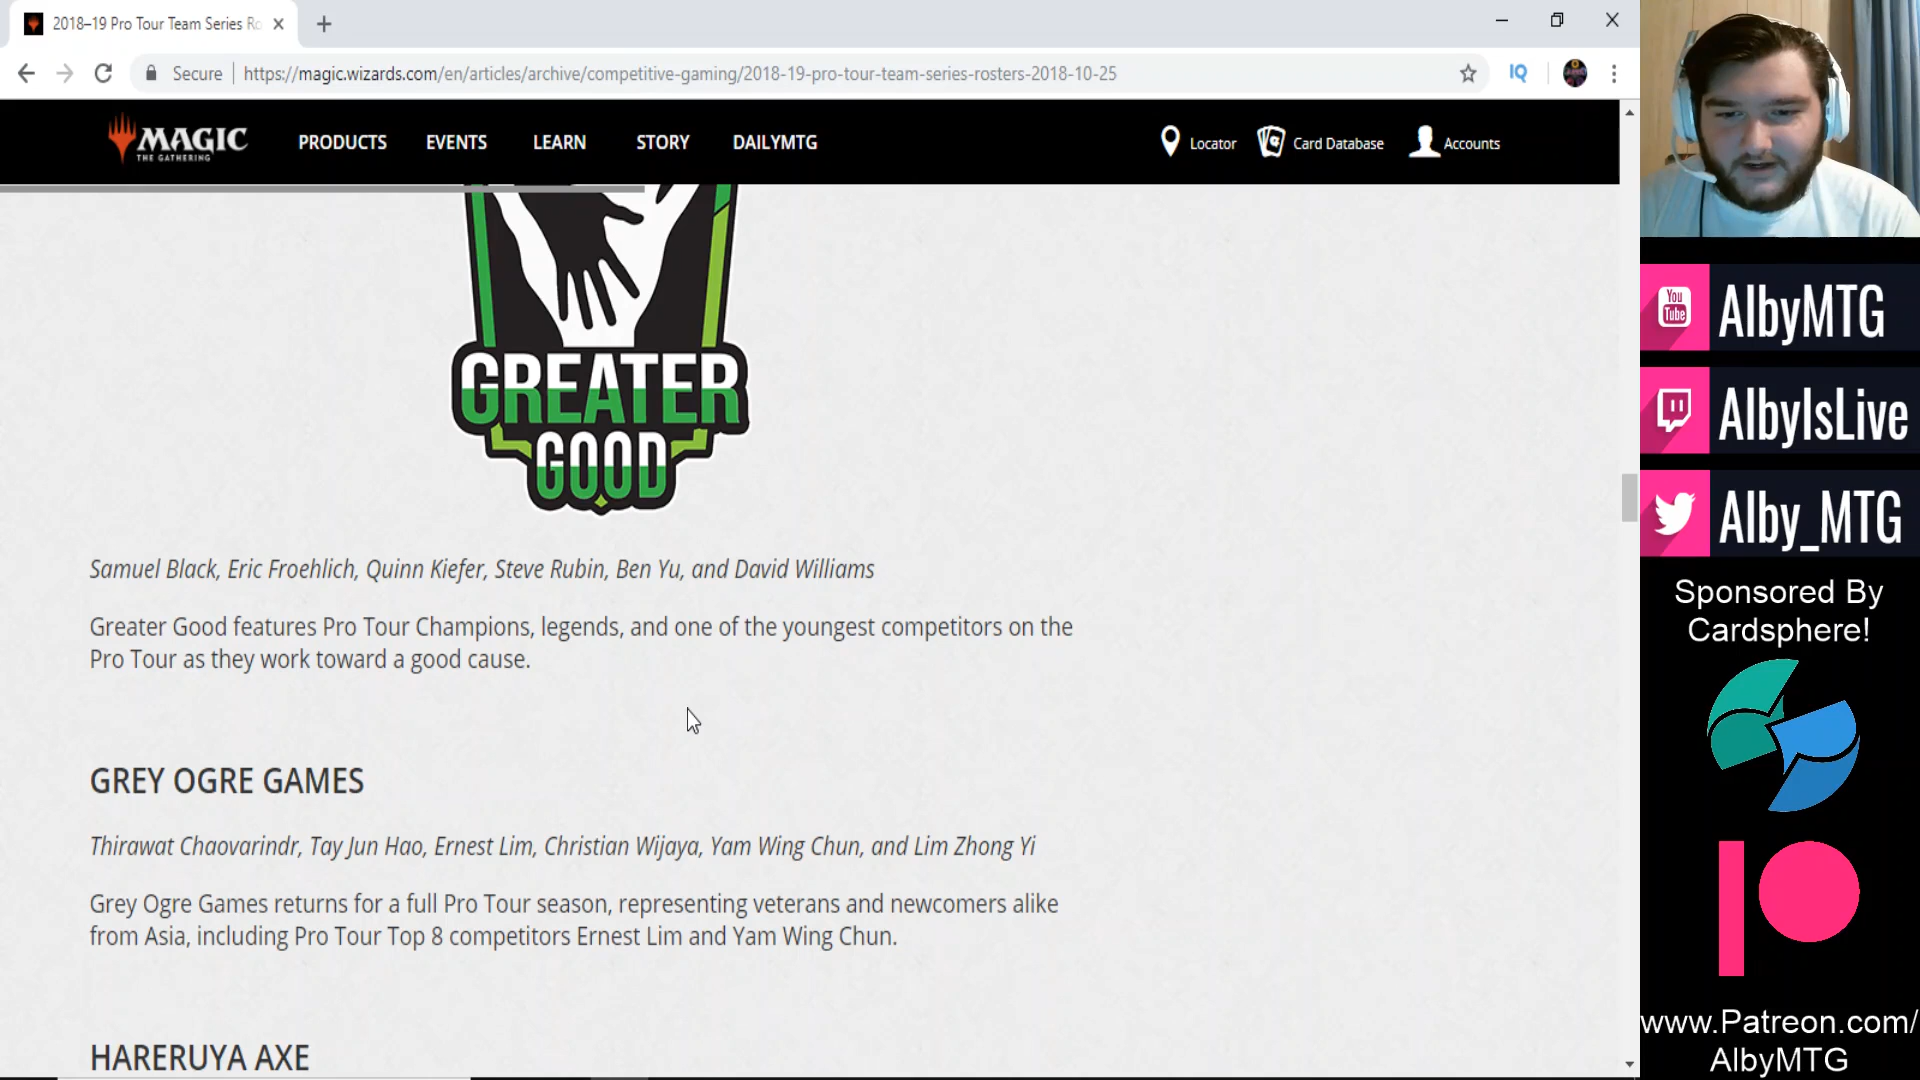 2018–19 Pro Tour Team Series Ro
Secure
https://magic.wizards.com/en/articles/archive/competitive-gaming/2018-19-pro-tour-team-series-rosters-2018-10-25
IQ
MAGIC
THE GATHERING
PRODUCTS
EVENTS
LEARN
STORY
DAILYMTG
Locator
Card Database
Accounts
GREATER
GOOD
Samuel Black, Eric Froehlich, Quinn Kiefer, Steve Rubin, Ben Yu, and David Williams
Greater Good features Pro Tour Champions, legends, and one of the youngest competitors on the
Pro Tour as they work toward a good cause.
GREY OGRE GAMES
Thirawat Chaovarindr, Tay Jun Hao, Ernest Lim, Christian Wijaya, Yam Wing Chun, and Lim Zhong Yi
Grey Ogre Games returns for a full Pro Tour season, representing veterans and newcomers alike
from Asia, including Pro Tour Top 8 competitors Ernest Lim and Yam Wing Chun.
HARERUYA AXE
You
Tube
AlbyMTG
AlbyIsLive
Alby_MTG
Sponsored By
Cardsphere!
www.Patreon.com/
AlbyMTG